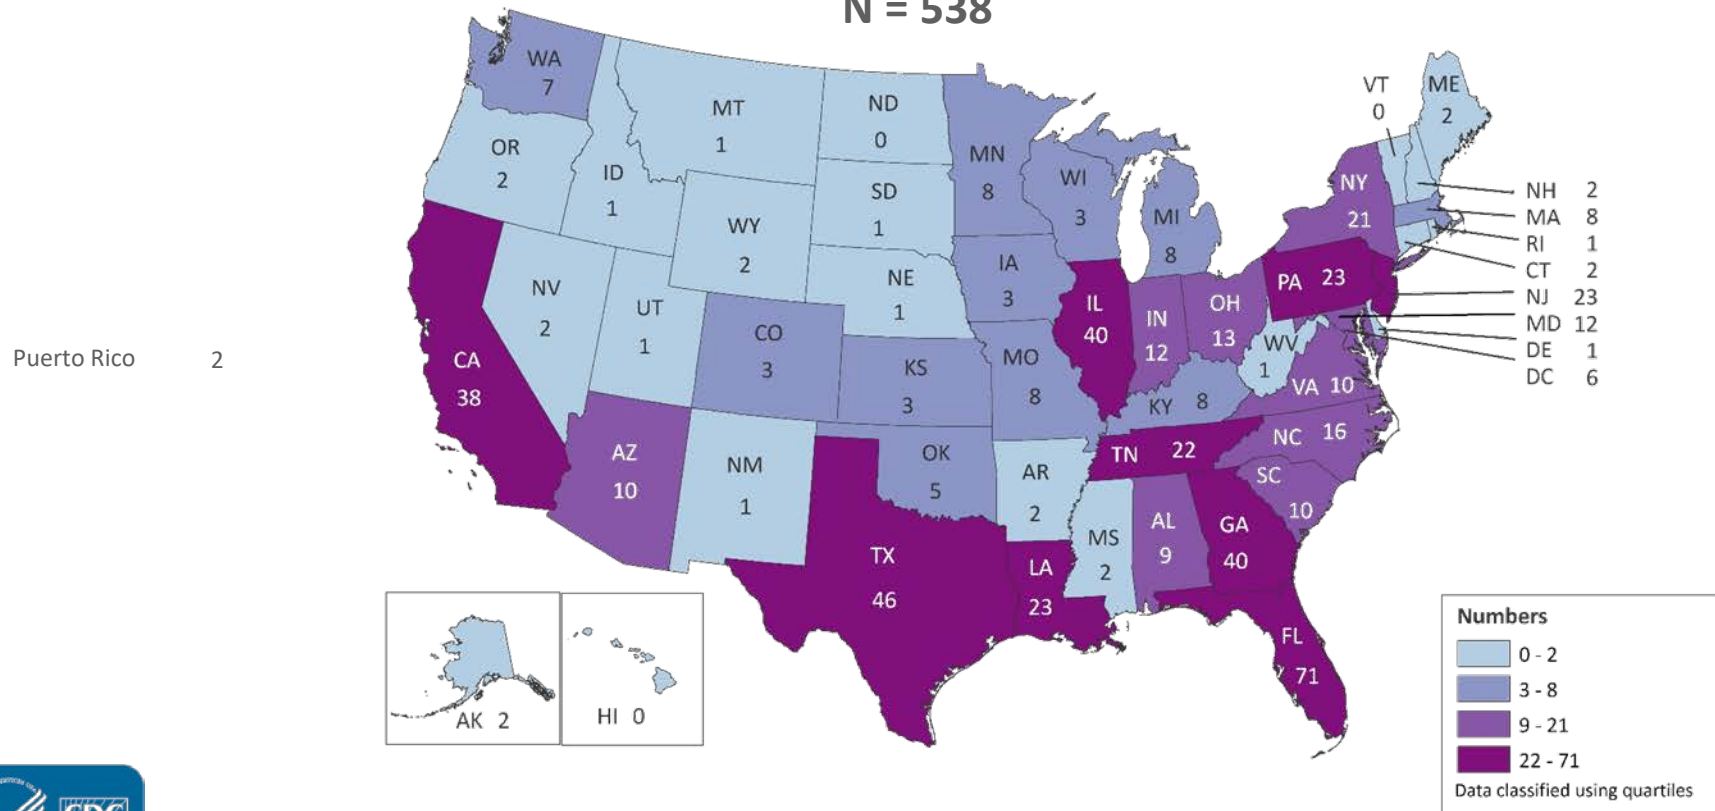 N = 538
WA
7
MT
1
ND
0
VT
0
ME
2
OR
2
ID
1
MN
8
WI
3
MI
8
NY
21
SD
1
WY
2
NH 2
MA 8
RI 1
CT 2
NJ 23
MD 12
DE 1
DC 6
NV
2
UT
1
NE
1
IA
3
IL
40
IN
12
OH
13
PA 23
Puerto Rico 2
CA
38
CO
3
KS
3
MO
8
WV
1
VA 10
KY 8
AZ
10
NM
1
OK
5
AR
2
TN 22
NC 16
SC
10
TX
46
LA
23
MS
2
AL
9
GA
40
FL
71
AK 2
HI 0
Numbers
0 - 2
3 - 8
9 - 21
22 - 71
Data classified using quartiles